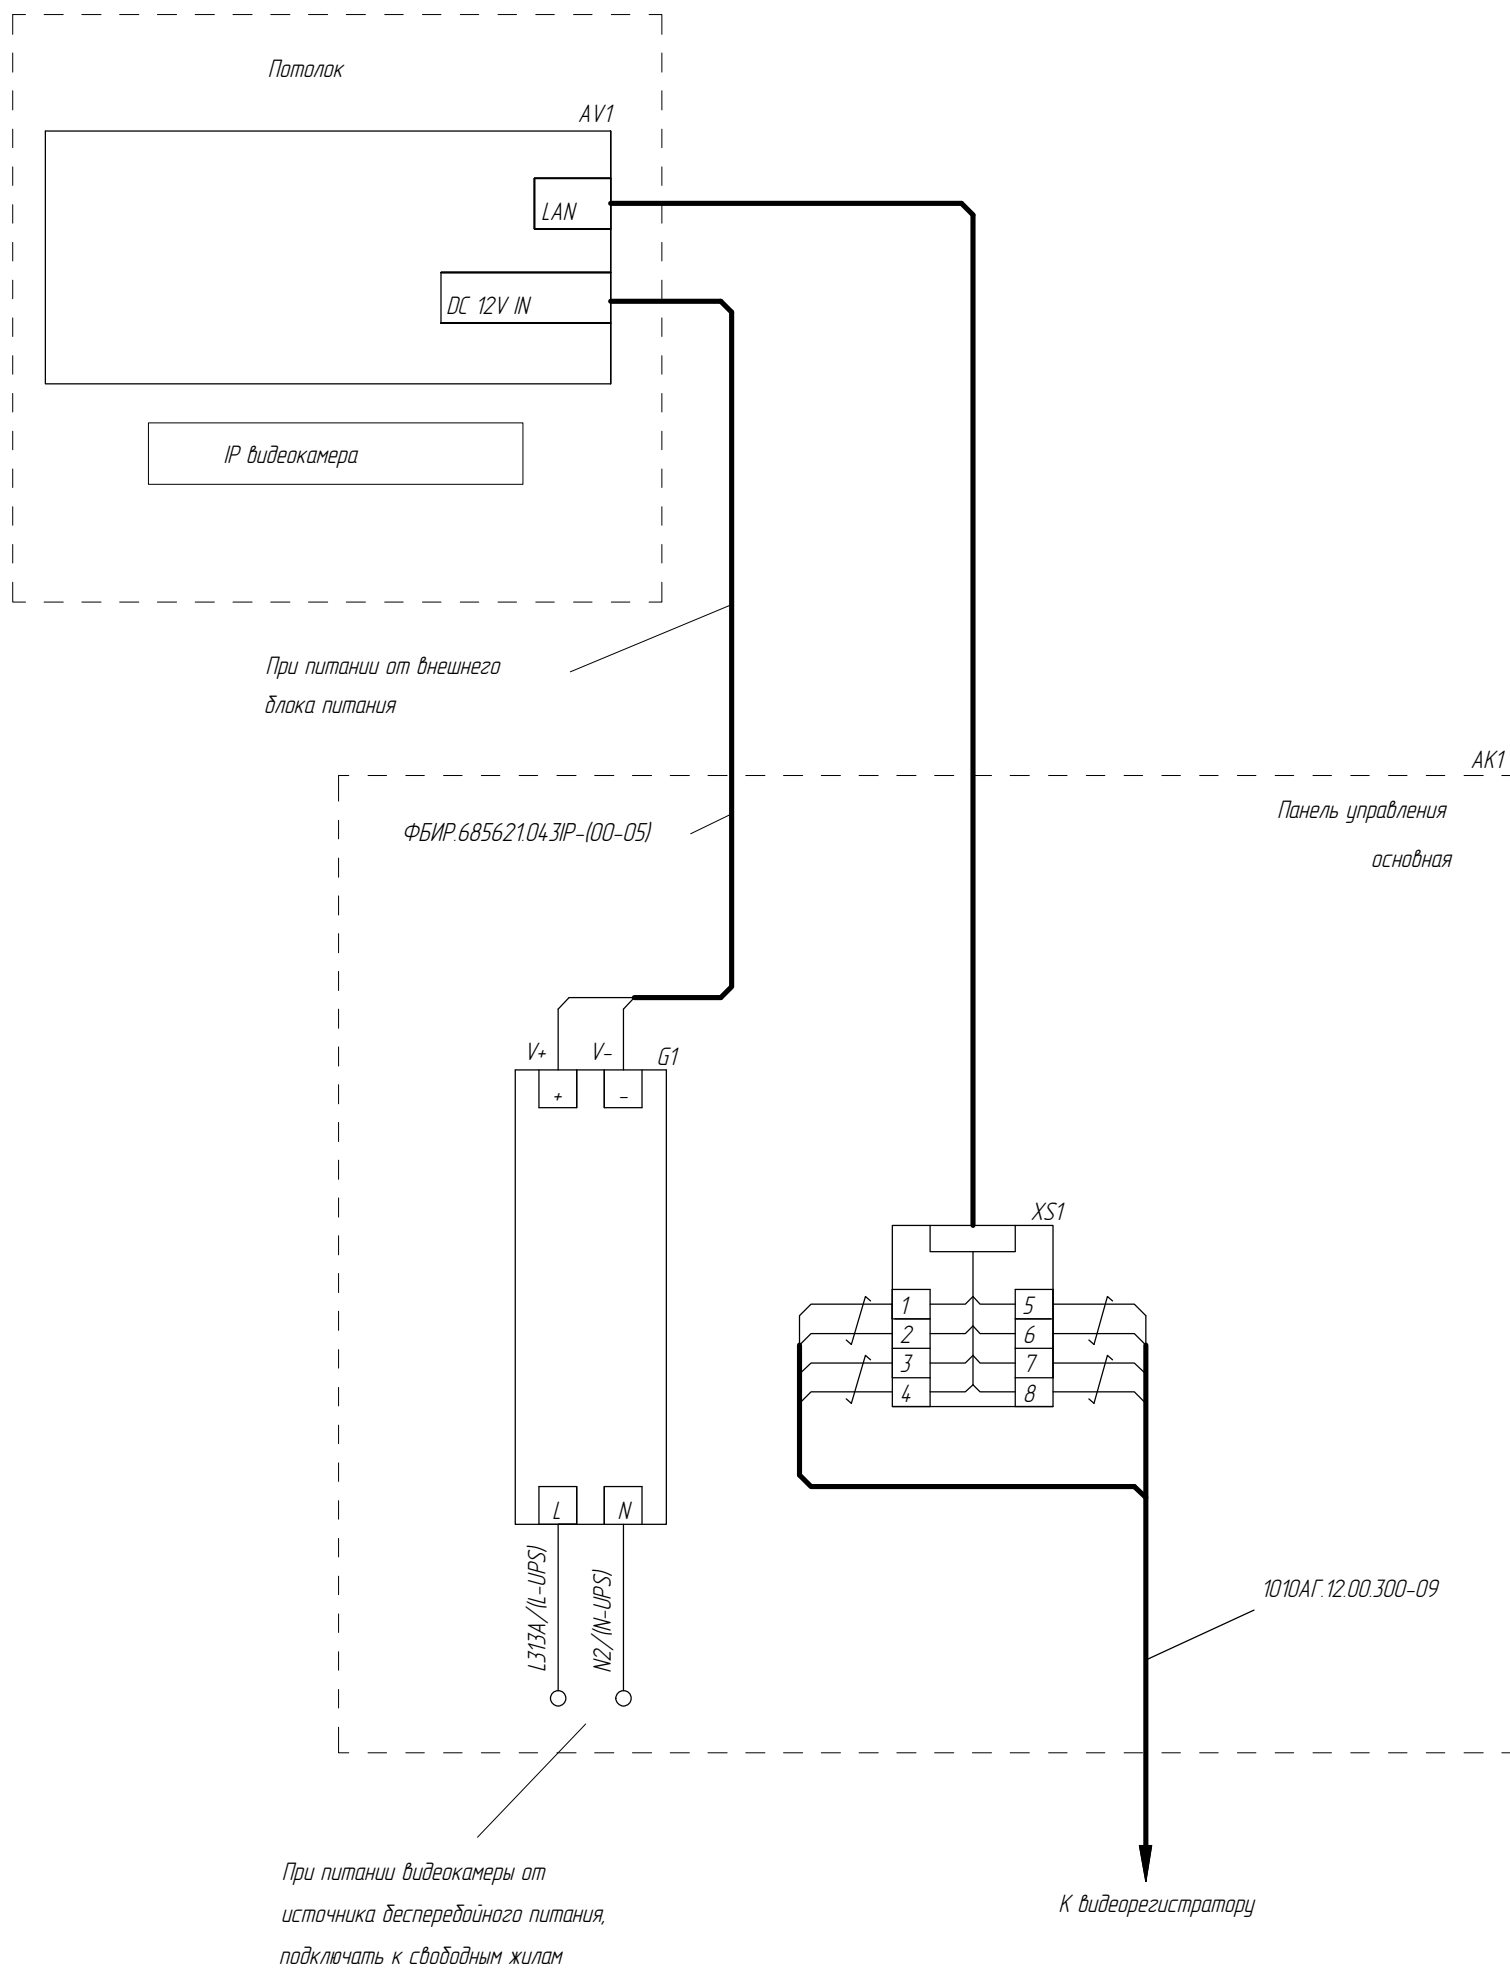 Потолок
AV1
LAN
DC 12V IN
IP видеокамера
При питании от внешнего
блока питания
AK1
Панель управления
основная
ФБИР.685621.043IP-(00-05)
V+
V-
G1
+
-
XS1
1
5
2
6
3
7
4
8
L
N
L313A/(L-UPS)
N2/(N-UPS)
1010АГ.12.00.300-09
При питании видеокамеры от
источника бесперебойного питания,
подключать к свободным жилам
К видеорегистратору